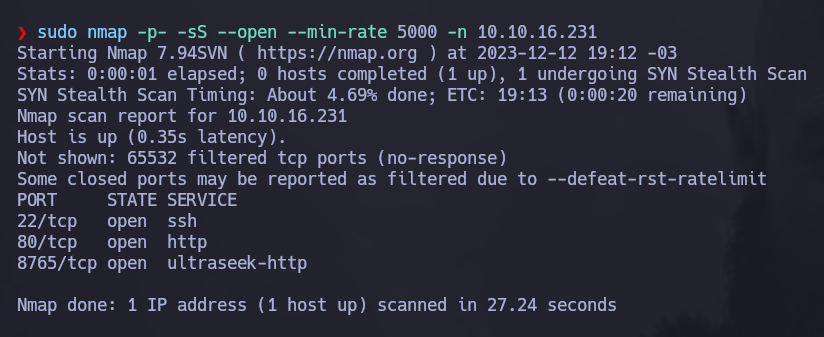 ❯ sudo nmap -p- -sS --open --min-rate 5000 -n 10.10.16.231
Starting Nmap 7.94SVN ( https://nmap.org ) at 2023-12-12 19:12 -03
Stats: 0:00:01 elapsed; 0 hosts completed (1 up), 1 undergoing SYN Stealth Scan
SYN Stealth Scan Timing: About 4.69% done; ETC: 19:13 (0:00:20 remaining)
Nmap scan report for 10.10.16.231
Host is up (0.35s latency).
Not shown: 65532 filtered tcp ports (no-response)
Some closed ports may be reported as filtered due to --defeat-rst-ratelimit
PORT     STATE SERVICE
22/tcp   open  ssh
80/tcp   open  http
8765/tcp open  ultraseek-http
Nmap done: 1 IP address (1 host up) scanned in 27.24 seconds